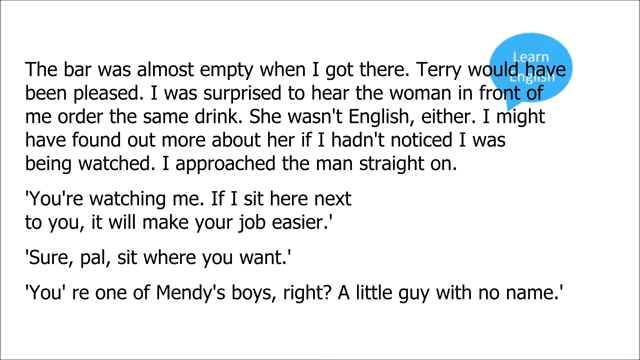 Learn
English
The bar was almost empty when I got there. Terry would have
been pleased. I was surprised to hear the woman in front of
me order the same drink. She wasn't English, either. I might
have found out more about her if I hadn't noticed I was
being watched. I approached the man straight on.
'You're watching me. If I sit here next
to you, it will make your job easier.'
'Sure, pal, sit where you want.'
'You' re one of Mendy's boys, right? A little guy with no name.'